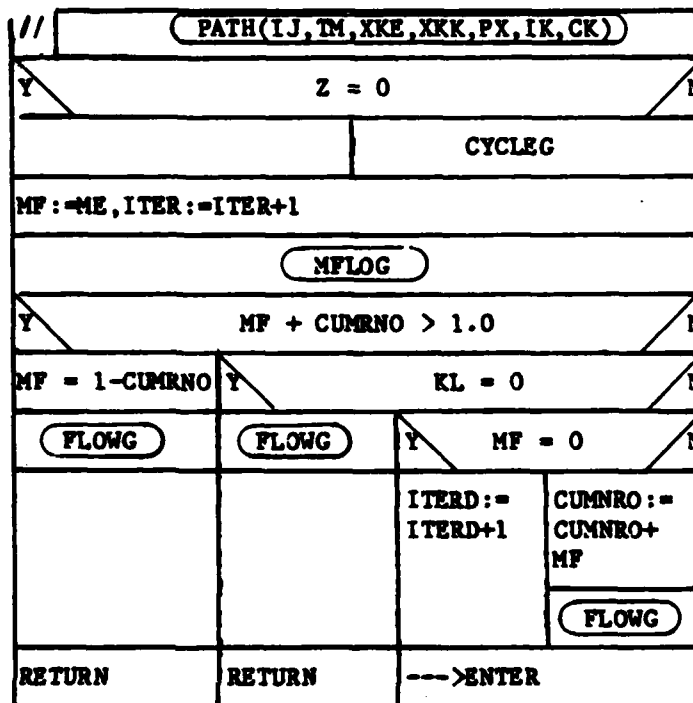 // PATH(IJ,TM,XKE,XKK,PX,IK,CK)
Y Z = 0 N
CYCLEG
MF:=ME,ITER:=ITER+1
MFLOG
Y MF + CUMRNO > 1.0 N
MF = 1-CUMRNO Y KL = 0 N
FLOWG FLOWG Y MF = 0 N
ITERD:= CUMNRO:=
ITERD+1 CUMNRO+
MF
FLOWG
RETURN RETURN --->ENTER